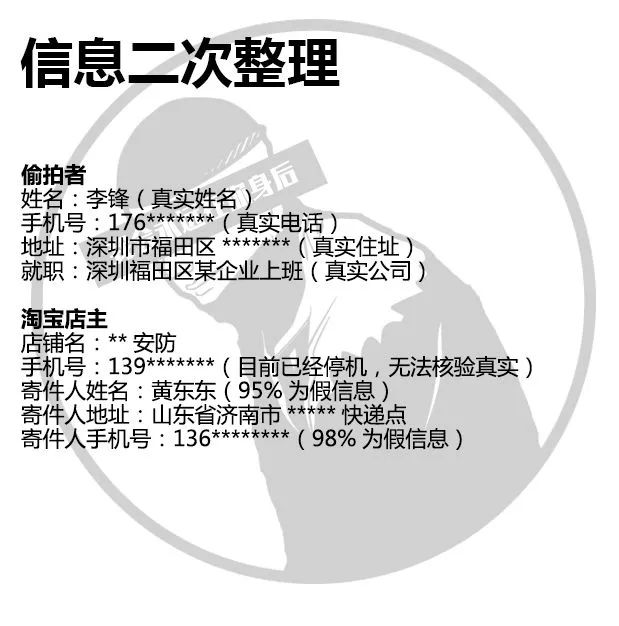 信息二次整理
身后
偷拍者
姓名：李锋（真实姓名）
手机号：176*******（真实电话）
地址：深圳市福田区 *******（真实住址）
就职：深圳福田区某企业上班（真实公司）
淘宝店主
店铺名：** 安防
手机号：139*******（目前已经停机，无法核验真实）
寄件人姓名：黄东东（95% 为假信息）
寄件人地址：山东省济南市 ***** 快递点
寄件人手机号：136********（98% 为假信息）